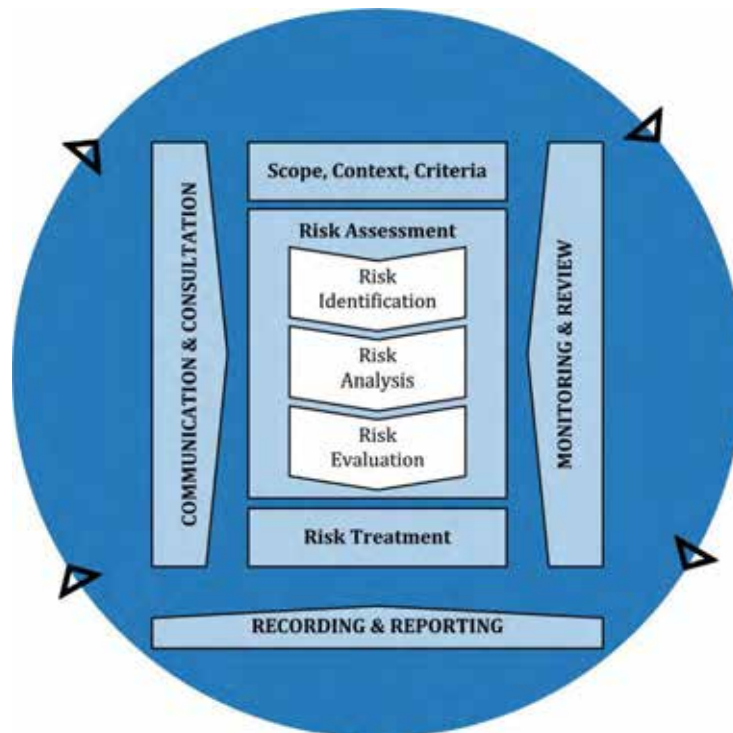 Scope, Context, Criteria
Risk Assessment
Risk
Identification
Risk
Analysis
Risk
Evaluation
Risk Treatment
COMMUNICATION & CONSULTATION
MONITORING & REVIEW
RECORDING & REPORTING